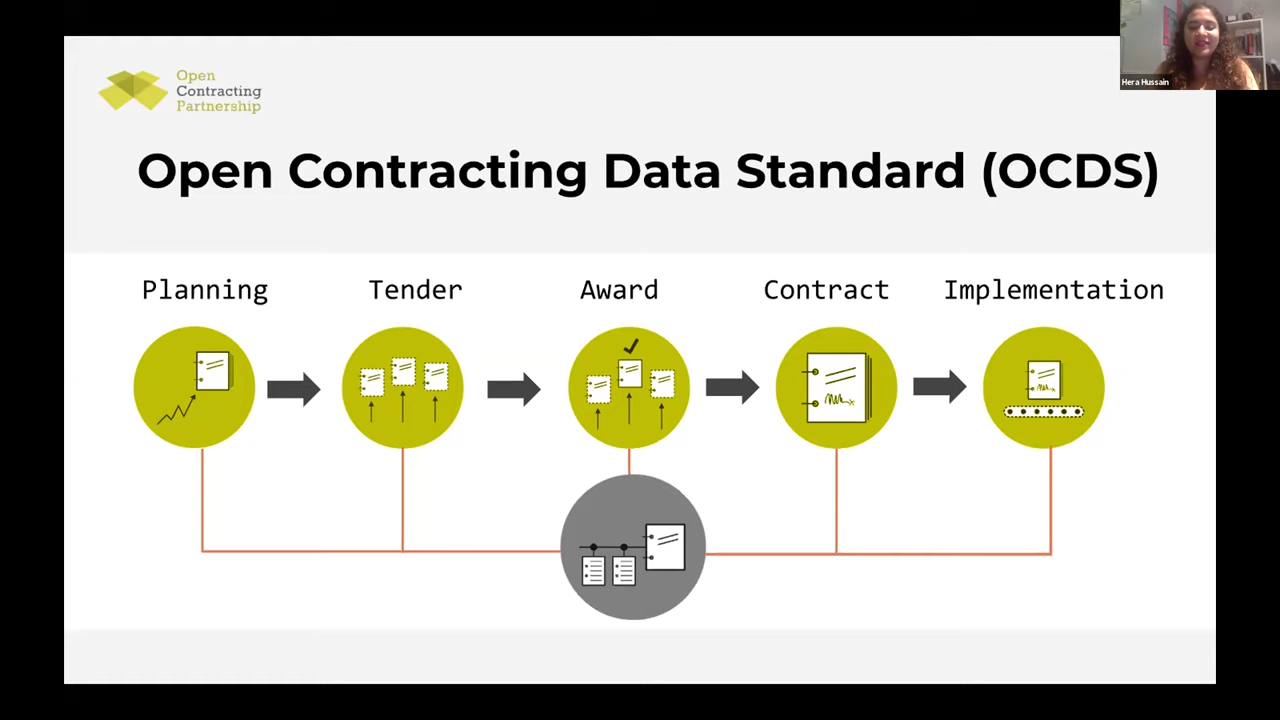 Hera Hussain
Open
Contracting
Partnership
Open Contracting Data Standard (OCDS)
Planning Tender Award Contract Implementation